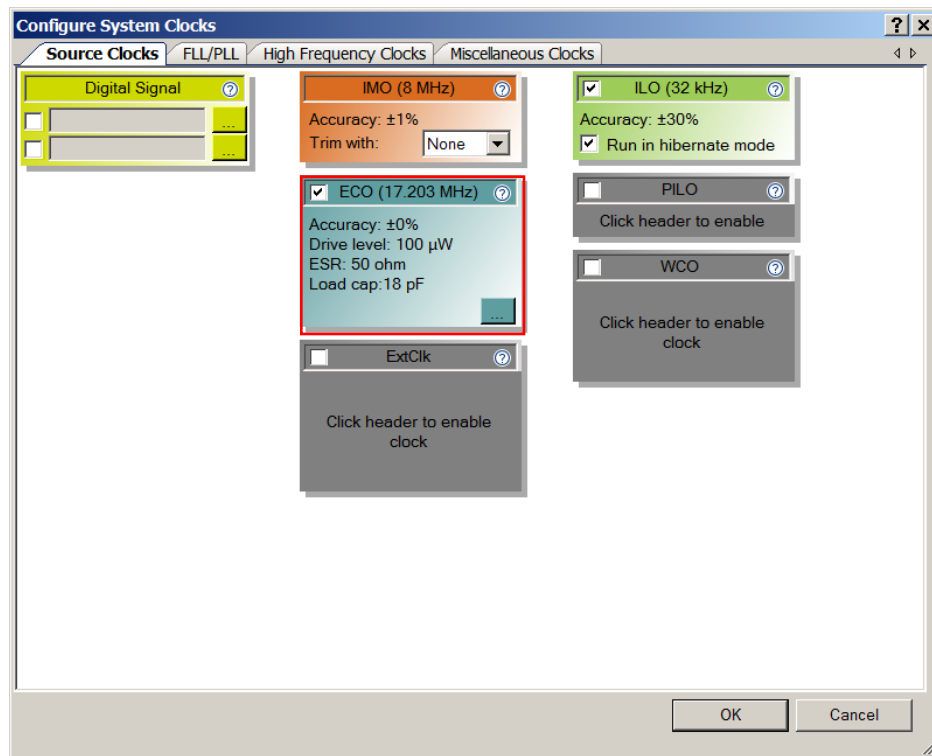 Configure System Clocks
Source Clocks
FLL/PLL
High Frequency Clocks
Miscellaneous Clocks
Digital Signal
...
...
IMO (8 MHz)
Accuracy: ±1%
Trim with: None
ECO (17.203 MHz)
Accuracy: ±0%
Drive level: 100 µW
ESR: 50 ohm
Load cap:18 pF
...
ExtClk
Click header to enable
clock
ILO (32 kHz)
Accuracy: ±30%
Run in hibernate mode
PILO
Click header to enable
WCO
Click header to enable
clock
OK
Cancel